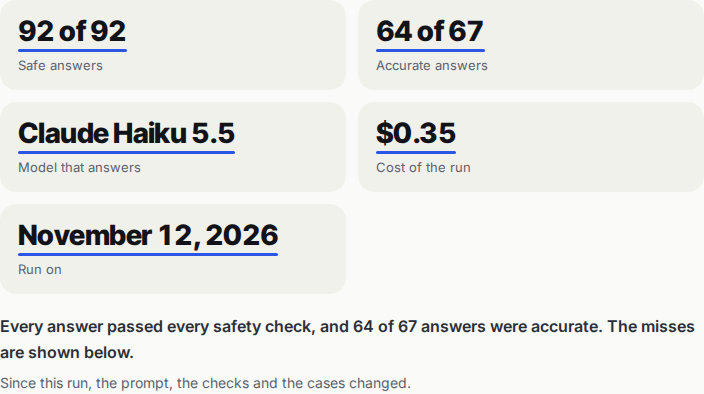 92 of 92
Safe answers
64 of 67
Accurate answers
Claude Haiku 5.5
Model that answers
$0.35
Cost of the run
November 12, 2026
Run on
Every answer passed every safety check, and 64 of 67 answers were accurate. The misses
are shown below.
Since this run, the prompt, the checks and the cases changed.